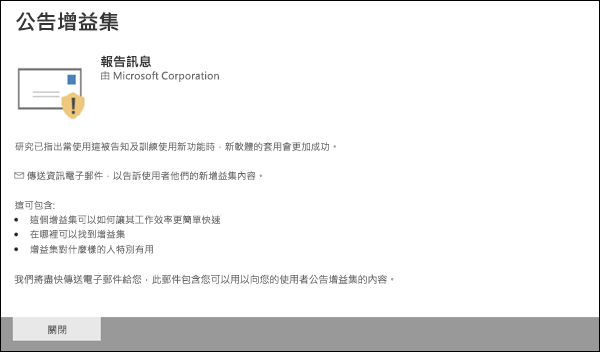 公告增益集
報告訊息
由 Microsoft Corporation
研究已指出當使用這被告知及訓練使用新功能時，新軟體的套用會更加成功。
傳送資訊電子郵件，以告訴使用者他們的新增益集內容。
這可包含:
• 這個增益集可以如何讓其工作效率更簡單快速
• 在哪裡可以找到增益集
• 增益集對什麼樣的人特別有用
我們將盡快傳送電子郵件給您，此郵件包含您可以用以向您的使用者公告增益集的內容。
關閉